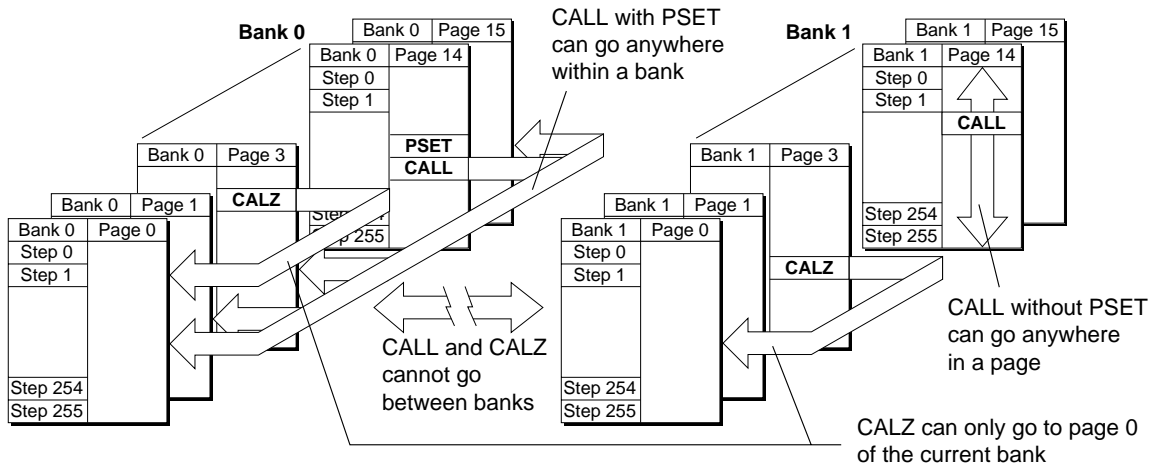 Bank 0
Bank 0 Page 15
Bank 0 Page 14
Step 0
Step 1
PSET
CALL
Step 255
Bank 0 Page 3
CALZ
Bank 0 Page 1
Bank 0 Page 0
Step 0
Step 1
Step 254
Step 255
CALL with PSET
can go anywhere
within a bank
CALL and CALZ
cannot go
between banks
Bank 1
Bank 1 Page 15
Bank 1 Page 14
Step 0
Step 1
CALL
Step 254
Step 255
Bank 1 Page 3
CALZ
Bank 1 Page 1
Bank 1 Page 0
Step 0
Step 1
Step 254
Step 255
CALL without PSET
can go anywhere
in a page
CALZ can only go to page 0
of the current bank